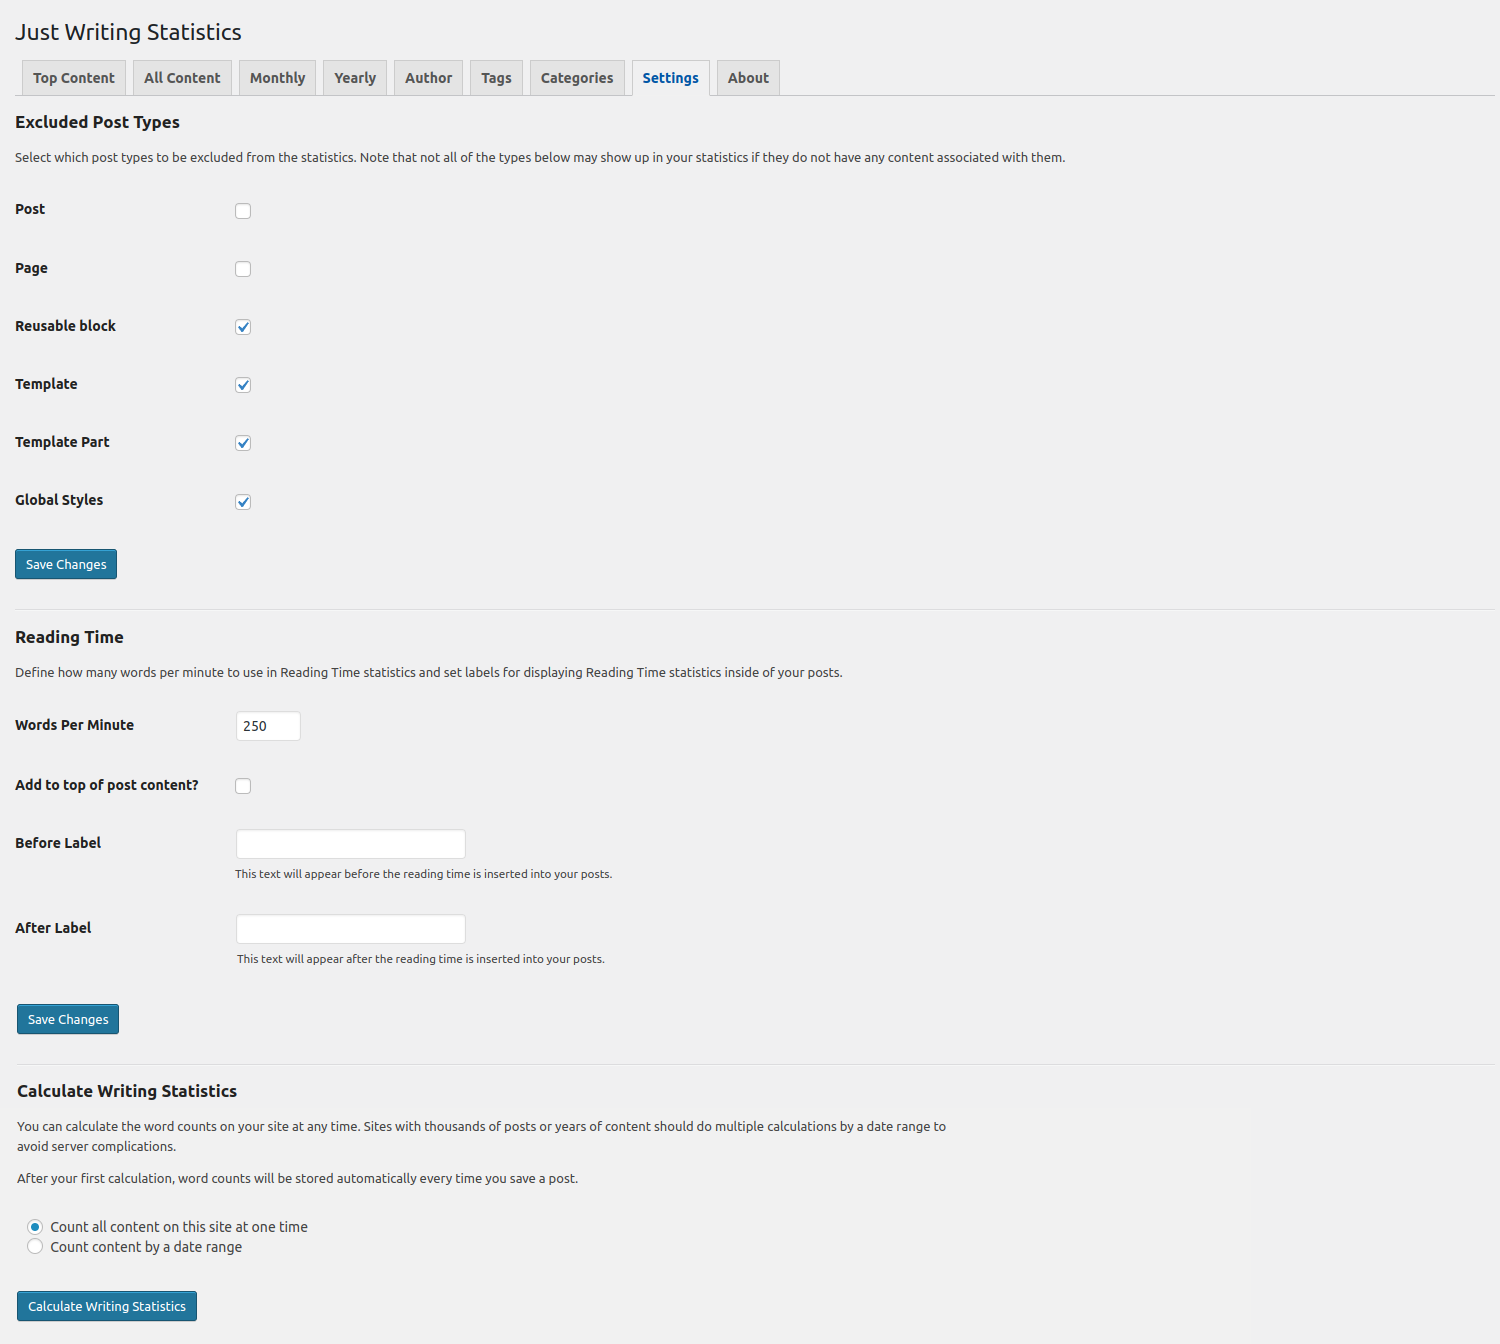 Just Writing Statistics
Top Content All Content Monthly Yearly Author Tags Categories Settings About
Excluded Post Types
Select which post types to be excluded from the statistics. Note that not all of the types below may show up in your statistics if they do not have any content associated with them.
Post
Page
Reusable block
Template
Template Part
Global Styles
Save Changes
Reading Time
Define how many words per minute to use in Reading Time statistics and set labels for displaying Reading Time statistics inside of your posts.
Words Per Minute 250
Add to top of post content?
Before Label
This text will appear before the reading time is inserted into your posts.
After Label
This text will appear after the reading time is inserted into your posts.
Save Changes
Calculate Writing Statistics
You can calculate the word counts on your site at any time. Sites with thousands of posts or years of content should do multiple calculations by a date range to
avoid server complications.
After your first calculation, word counts will be stored automatically every time you save a post.
Count all content on this site at one time
Count content by a date range
Calculate Writing Statistics